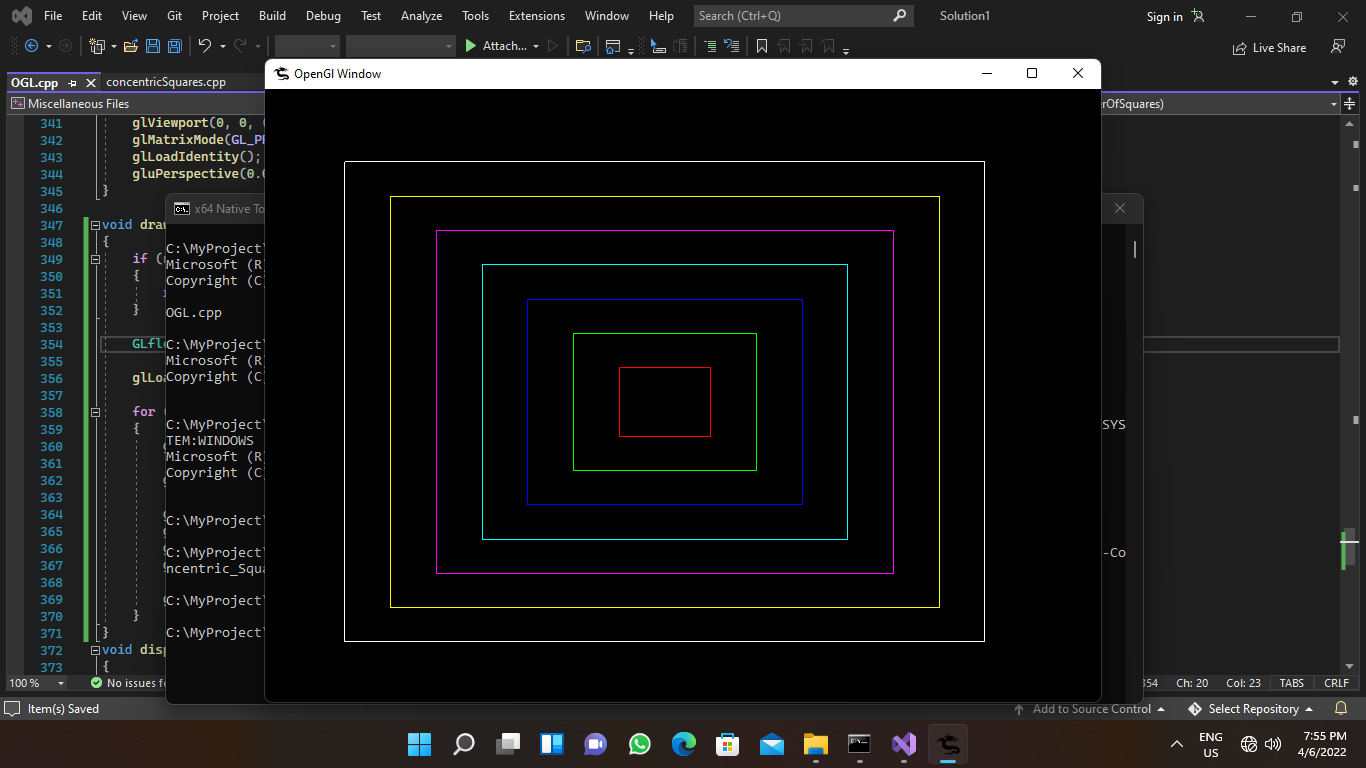 File Edit View Git Project Build Debug Test Analyze Tools Extensions Window Help Search (Ctrl+Q) Solution1 Sign in
Attach... Live Share
OGL.cpp concentricSquares.cpp
Miscellaneous Files erOfSquares)
OpenGl Window
341 glViewport(0, 0, (
342 glMatrixMode(GL_PR
343 glLoadIdentity();
344 gluPerspective(0.
345 }
346
347 void draw
348 {
349 if (
350 {
351
352 }
353
354 GLflo
355
356 glLoa
357
358 for (
359 {
360
361
362
363
364
365
366
367
368
369
370 }
371 }
372 void disp
373 {
x64 Native To
C:\MyProject\
Microsoft (R
Copyright (C
OGL.cpp
C:\MyProject\
Microsoft (R
Copyright (C
C:\MyProject\ SYS
TEM:WINDOWS
Microsoft (R
Copyright (C
C:\MyProject\
C:\MyProject\ -Co
ncentric_Squa
C:\MyProject\
C:\MyProject\
100 % No issues fo 354 Ch: 20 Col: 23 TABS CRLF
Item(s) Saved Add to Source Control Select Repository
ENG
US
7:55 PM
4/6/2022